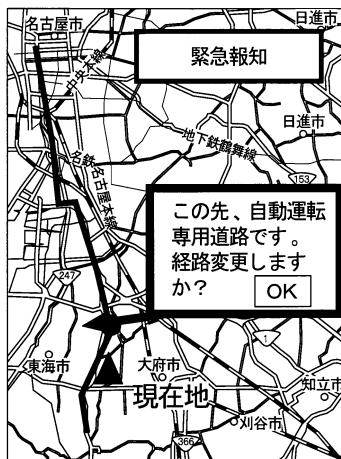 名古屋市
日進市
緊急報知
中央本線
地下鉄鶴舞線
日進市
名鉄名古屋本線
153
この先、自動運転
専用道路です。
経路変更します
か？
OK
247
1
東海市
大府市
現在地
知立市
刈谷市
366